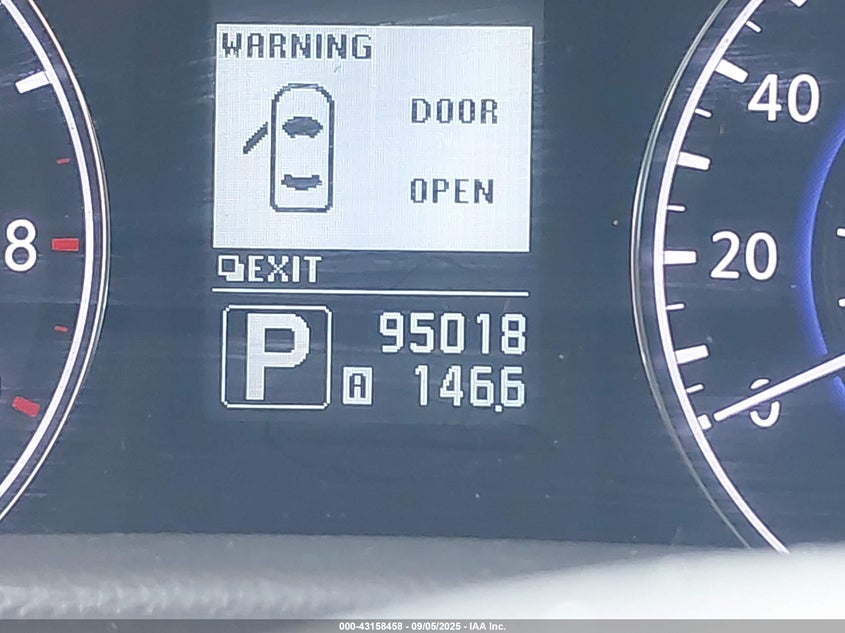 WARNING
DOOR
OPEN
EXIT
P
95018
A 146.6
8
40
20
0
000-43158458 - 09/05/2025 - IAA Inc.